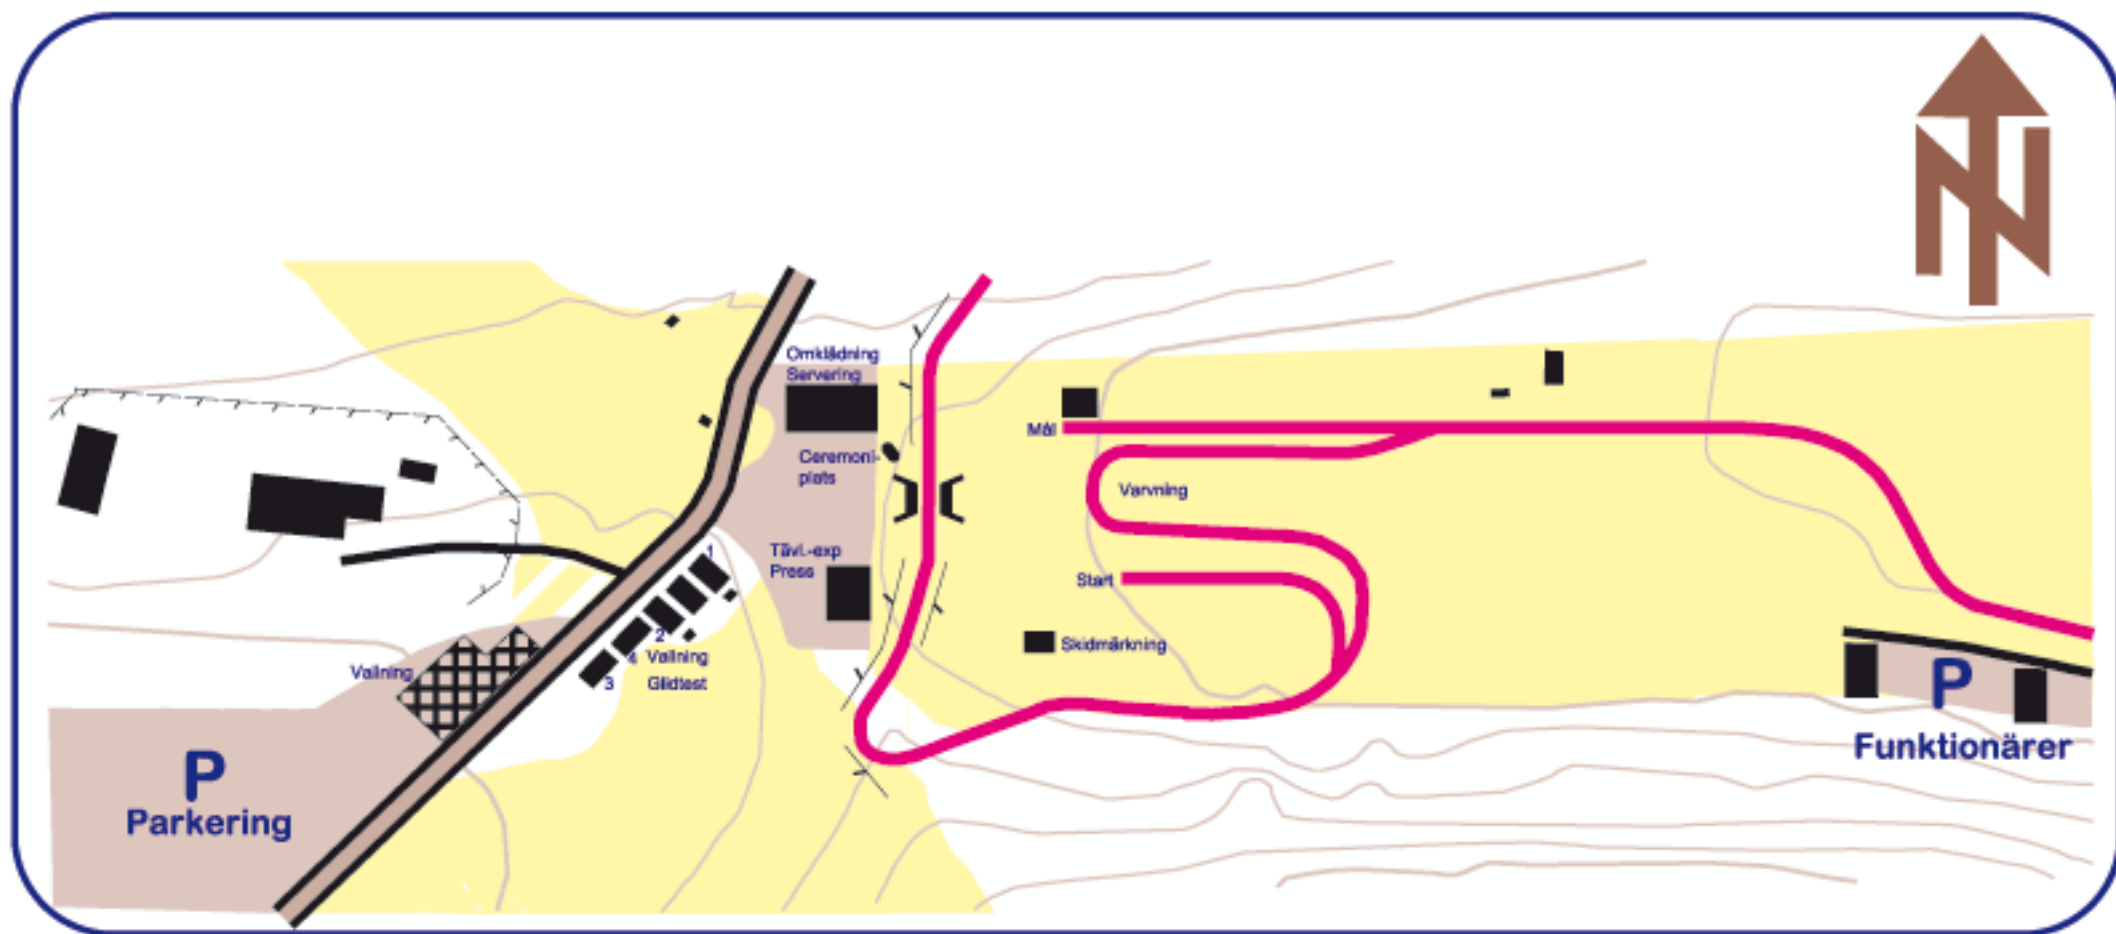 N
Omklädning
Servering
Mål
Ceremoni-
plats
Varvning
Tävl.-exp
Press
Start
1
2
4
3
Vallning
Glidtest
Skidmärkning
Vallning
P
Parkering
P
Funktionärer